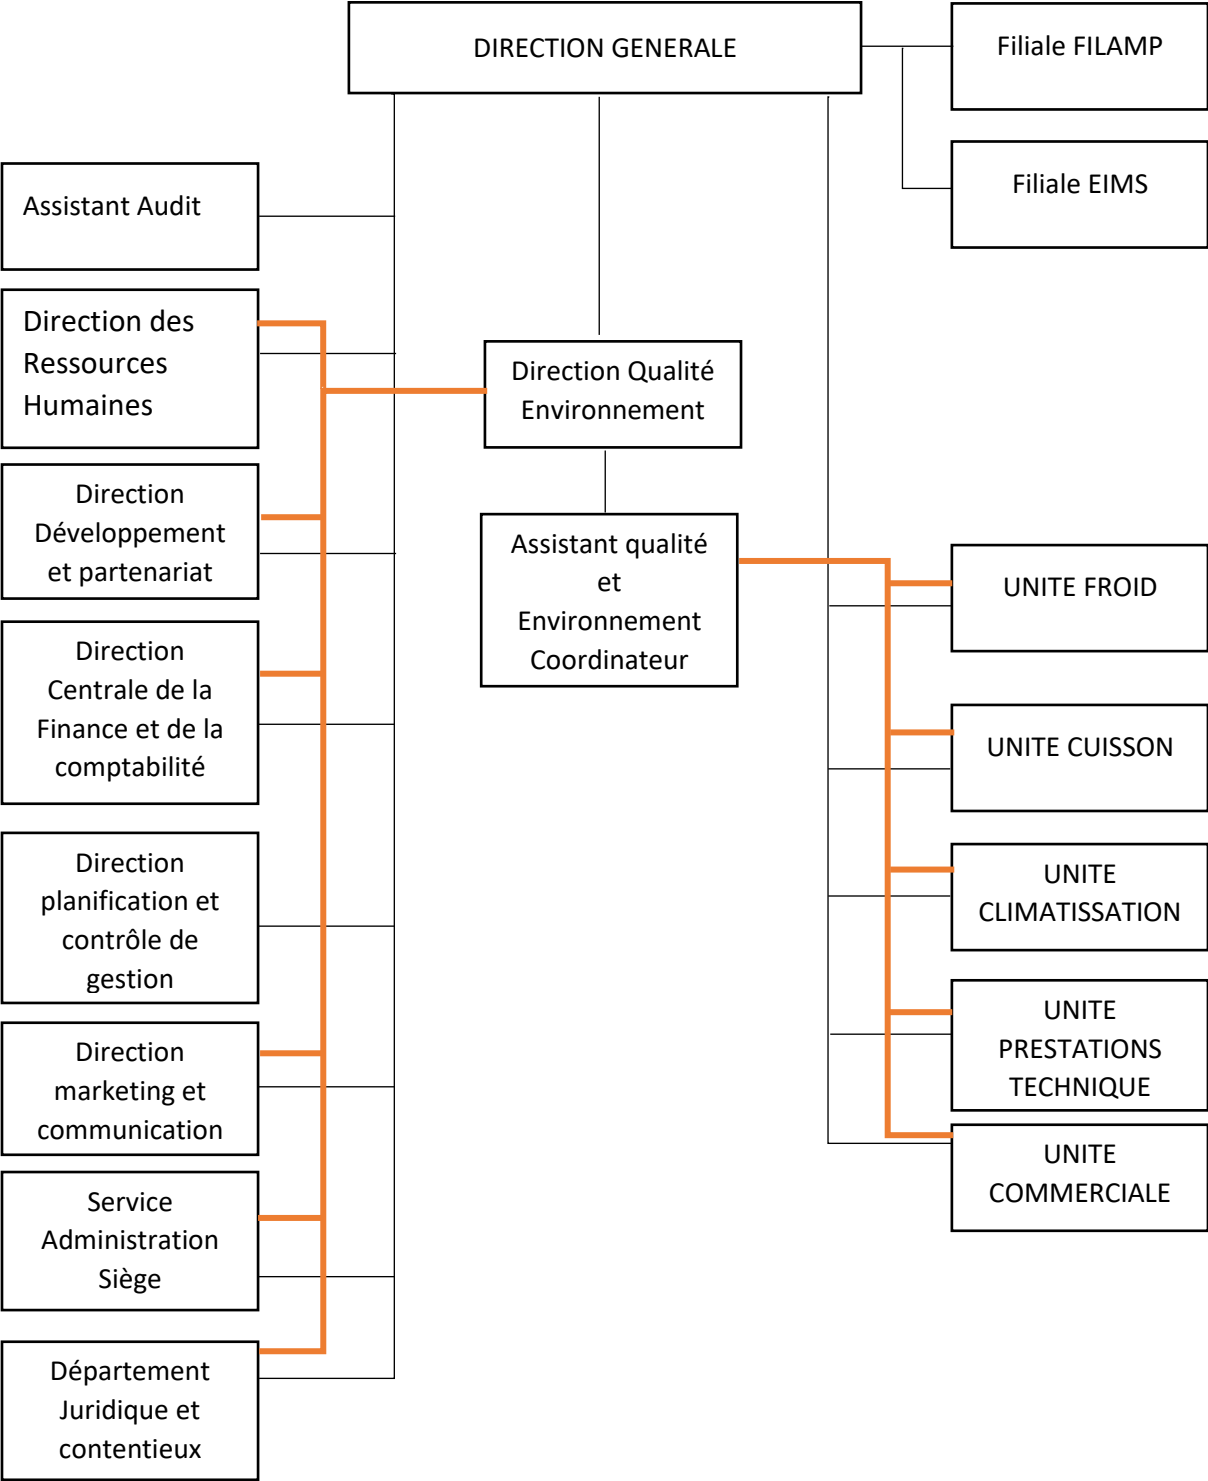 DIRECTION GENERALE
Filiale FILAMP
Filiale EIMS
Assistant Audit
Direction des
Ressources
Humaines
Direction Qualité
Environnement
Direction
Développement
et partenariat
Assistant qualité
et
Environnement
Coordinateur
UNITE FROID
Direction
Centrale de la
Finance et de la
comptabilité
UNITE CUISSON
Direction
planification et
contrôle de
gestion
UNITE
CLIMATISSATION
UNITE
PRESTATIONS
TECHNIQUE
Direction
marketing et
communication
UNITE
COMMERCIALE
Service
Administration
Siège
Département
Juridique et
contentieux